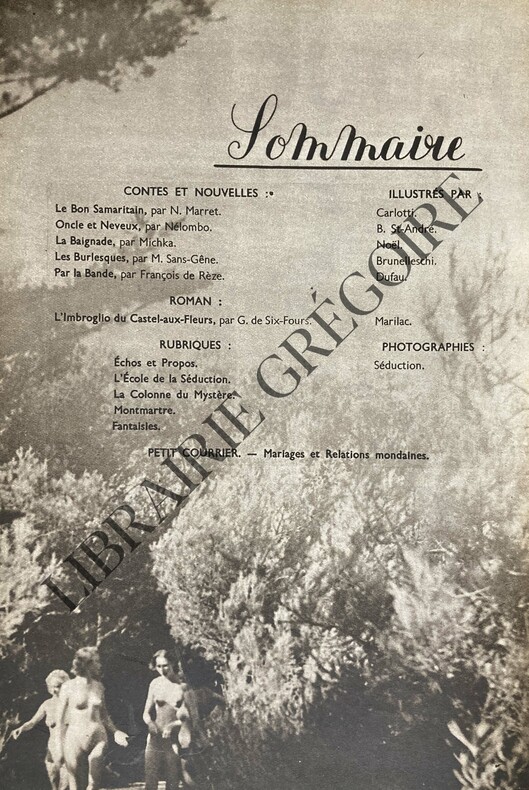 Sommaire
CONTES ET NOUVELLES :
ILLUSTRÉS PAR :
Le Bon Samaritain, par N. Marret.
Carlotti.
Oncle et Neveux, par Nélombo.
B. St-André.
La Baignade, par Michka.
Noël.
Les Burlesques, par M. Sans-Gêne.
Brunelleschi.
Par la Bande, par François de Rèze.
Dufau.
ROMAN :
L'Imbroglio du Castel-aux-Fleurs, par G. de Six-Fours.
Marilac.
RUBRIQUES :
PHOTOGRAPHIES :
Échos et Propos.
Séduction.
L'École de la Séduction.
La Colonne du Mystère.
Montmartre.
Fantaisies.
PETIT COURRIER. — Mariages et Relations mondaines.
LIBRAIRIE GRÉGOIRE